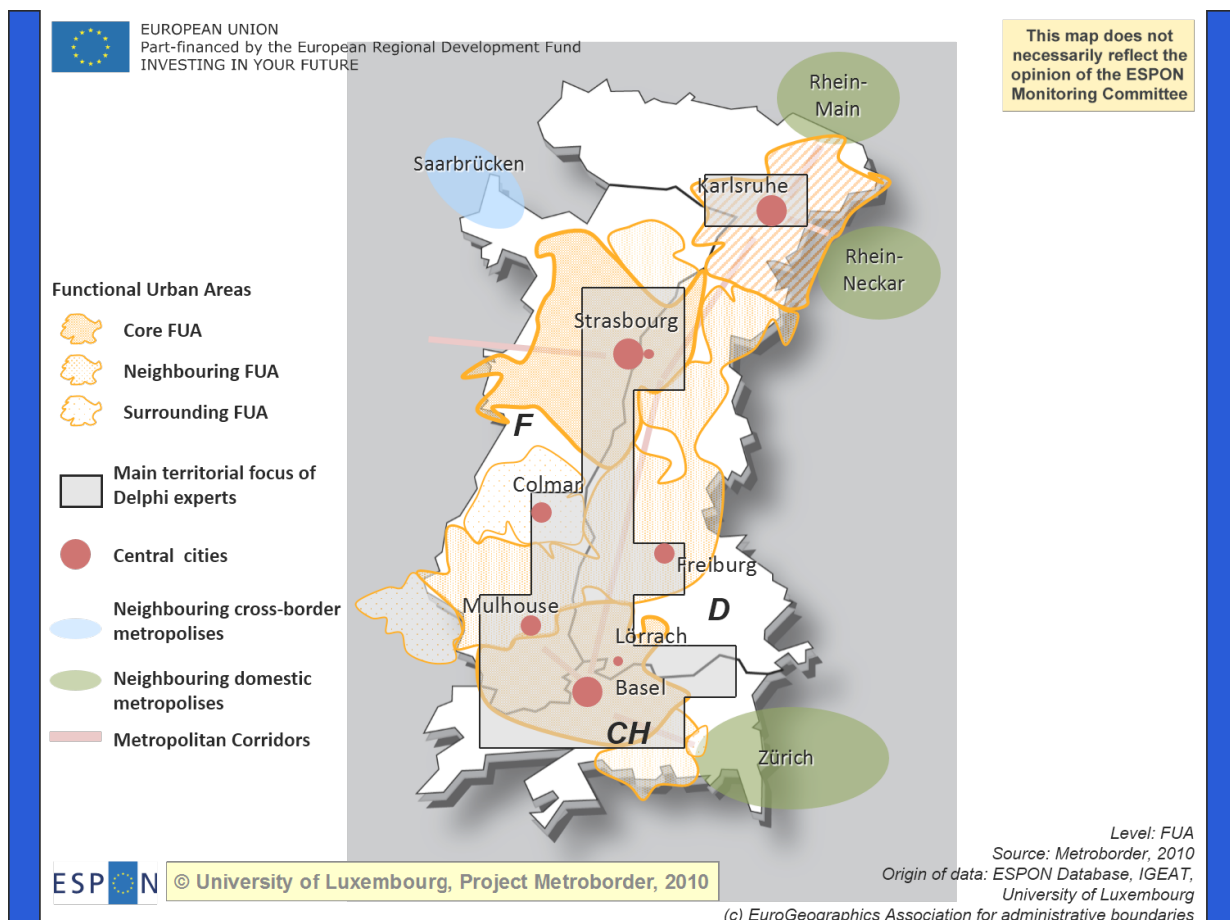 EUROPEAN UNION
Part-financed by the European Regional Development Fund
INVESTING IN YOUR FUTURE
This map does not
necessarily reflect the
opinion of the ESPON
Monitoring Committee
Rhein-
Main
Saarbrücken
Karlsruhe
Rhein-
Neckar
Functional Urban Areas
Core FUA
Neighbouring FUA
Surrounding FUA
Main territorial focus of
Delphi experts
Central cities
Neighbouring cross-border
metropolises
Neighbouring domestic
metropolises
Metropolitan Corridors
Strasbourg
F
Colmar
Freiburg
Mulhouse
D
Lörrach
Basel
CH
Zürich
Level: FUA
Source: Metroborder, 2010
Origin of data: ESPON Database, IGEAT,
University of Luxembourg
(c) EuroGeographics Association for administrative boundaries
ESPON
© University of Luxembourg, Project Metroborder, 2010